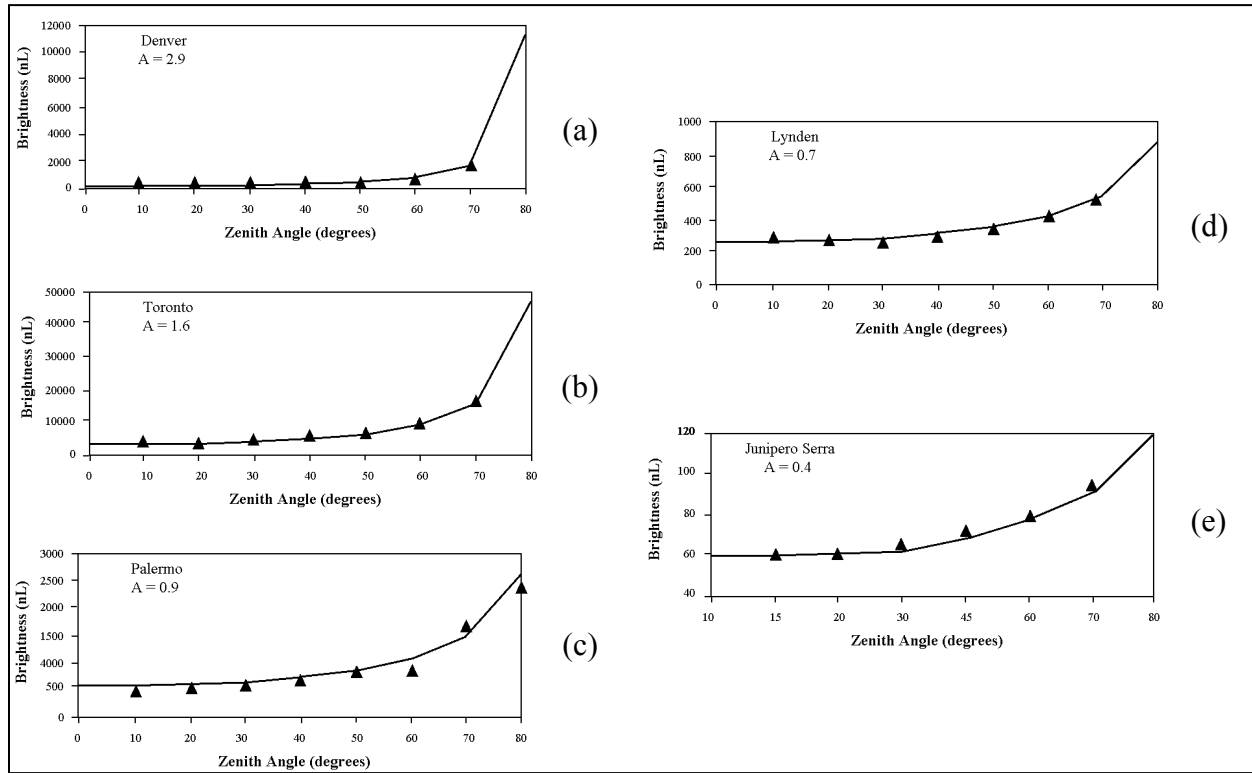 Denver
A = 2.9
Brightness (nL)
12000
10000
8000
6000
4000
2000
0
0 10 20 30 40 50 60 70 80
Zenith Angle (degrees)
(a)
Toronto
A = 1.6
Brightness (nL)
50000
40000
30000
20000
10000
0
0 10 20 30 40 50 60 70 80
Zenith Angle (degrees)
(b)
Palermo
A = 0.9
Brightness (nL)
3000
2500
2000
1500
4000
500
0
0 10 20 30 40 50 60 70 80
Zenith Angle (degrees)
(c)
Lynden
A = 0.7
Brightness (nL)
1000
800
600
400
200
0
0 10 20 30 40 50 60 70 80
Zenith Angle (degrees)
(d)
Junipero Serra
A = 0.4
Brightness (nL)
120
100
80
60
40
10 15 20 30 45 60 70 80
Zenith Angle (degrees)
(e)